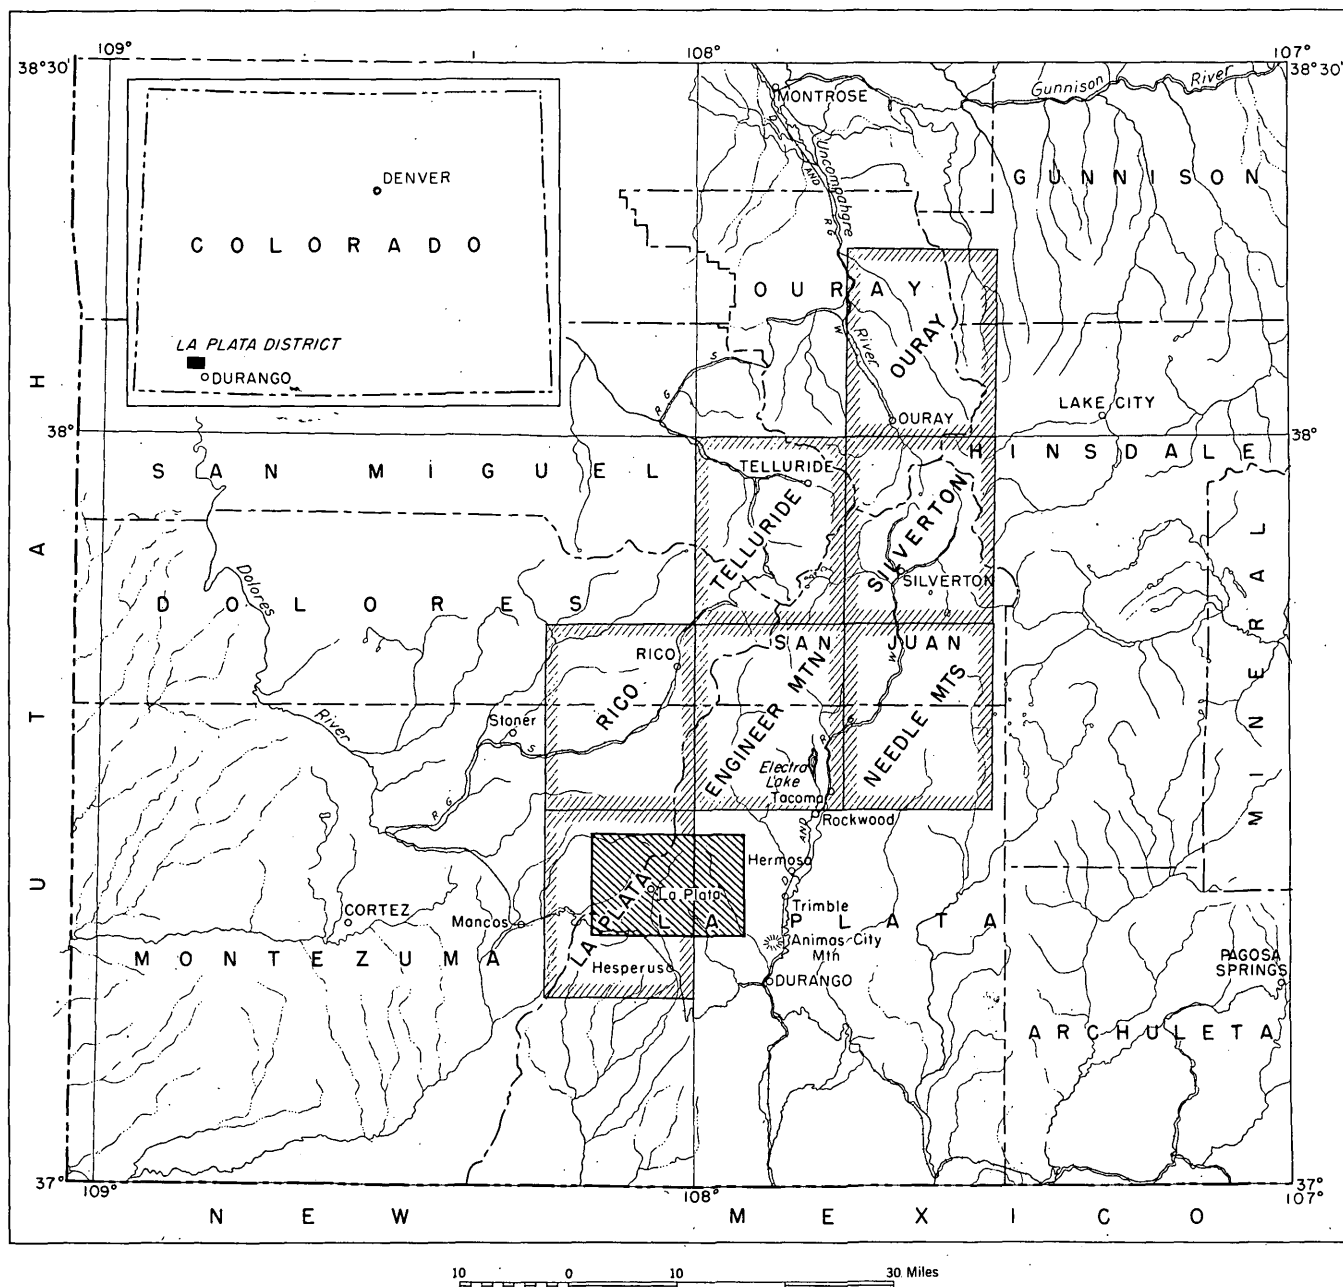 109°
108°
107°
38°30'
38°30'
Gunnison River
MONTROSE
Uncompahgre
River
AND
R G
W
GUNNISON
DENVER
COLORADO
LA PLATA DISTRICT
DURANGO
OURAY
OURAY
OURAY
LAKE CITY
R G S
38°
38°
HINSDALE
SAN MIGUEL
TELLURIDE
TELLURIDE
SILVERTON
SILVERTON
UTAH
DOLORES
Dolores
River
MINERAL
SAN JUAN
RICO
RICO
ENGINEER MTN
NEEDLE MTS
Stoner
R G S
Electra
Lake
Tacoma
Rockwood
AND
Hermosa
LA PLATA
La Plata
LA PLATA
Trimble
CORTEZ
Mancos
Animas City
Mtn
MONTEZUMA
Hesperus
DURANGO
PAGOSA
SPRINGS
ARCHULETA
37°
37°
109°
108°
107°
NEW MEXICO
10 0 10 30 Miles